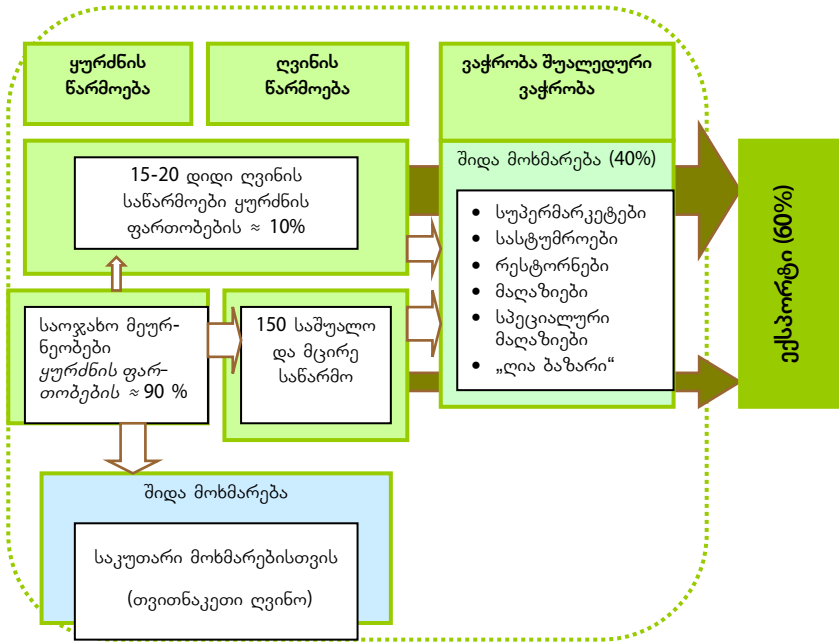 ყურძნის
წარმოება
ღვინის
წარმოება
ვაჭრობა შუალედური
ვაჭრობა
15-20 დიდი ღვინის
საწარმოები ყურძნის
ფართობების ≈ 10%
შიდა მოხმარება (40%)
• სუპერმარკეტები
• სასტუმროები
• რესტორნები
• მაღაზიები
• სპეციალური
მაღაზიები
• „ღია ბაზარი“
ექსპორტი (60%)
საოჯახო მეურ-
ნეობები
ყურძნის ფარ-
თობების ≈ 90 %
150 საშუალო
და მცირე
საწარმო
შიდა მოხმარება
საკუთარი მოხმარებისთვის
(თვითნაკეთი ღვინო)